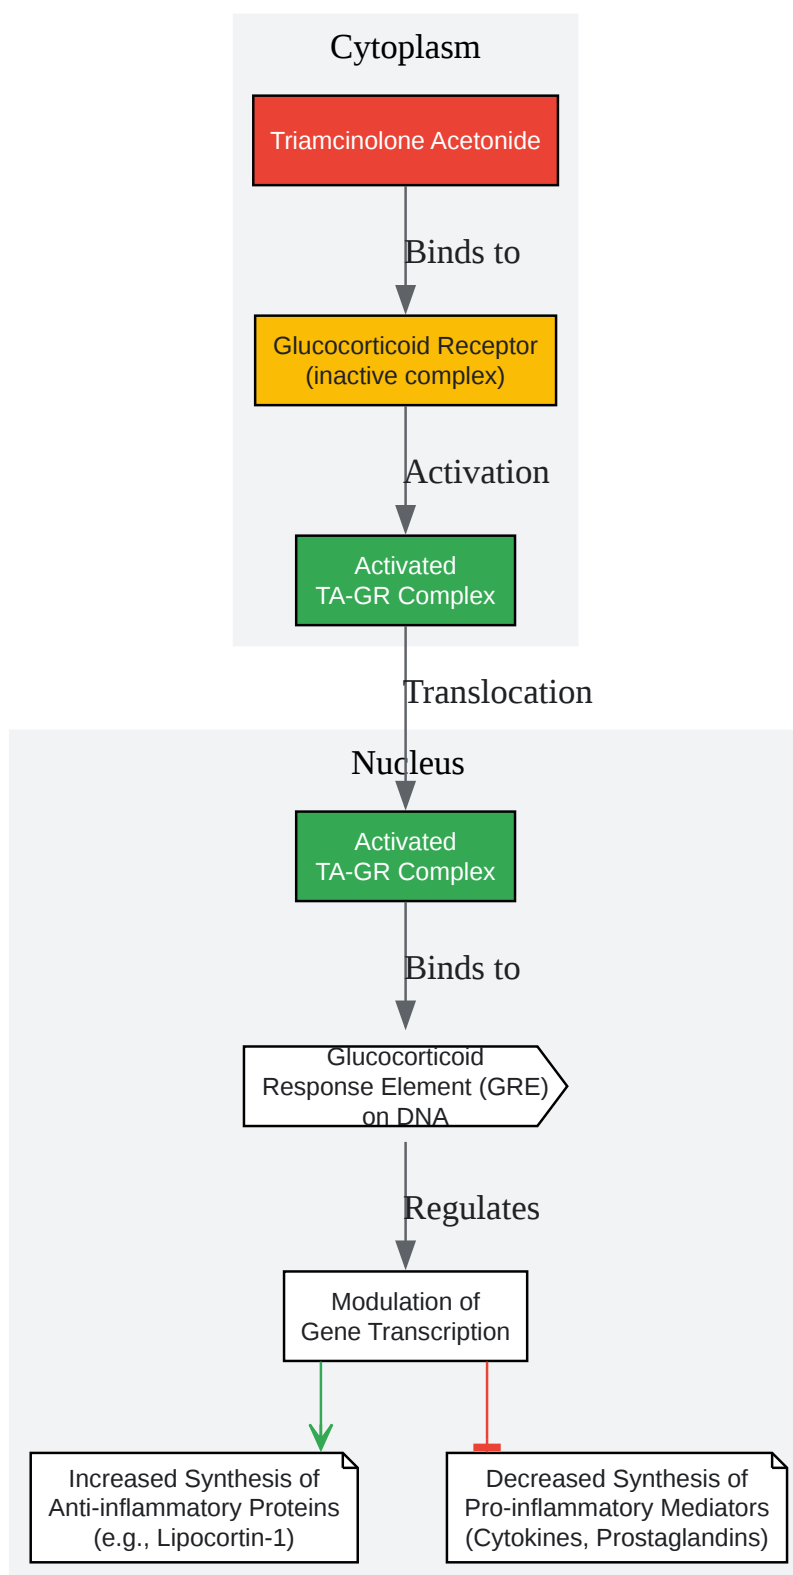 Cytoplasm
Triamcinolone Acetonide
Binds to
Glucocorticoid Receptor
(inactive complex)
Activation
Activated
TA-GR Complex
Translocation
Nucleus
Activated
TA-GR Complex
Binds to
Glucocorticoid
Response Element (GRE)
on DNA
Regulates
Modulation of
Gene Transcription
Increased Synthesis of
Anti-inflammatory Proteins
(e.g., Lipocortin-1)
Decreased Synthesis of
Pro-inflammatory Mediators
(Cytokines, Prostaglandins)